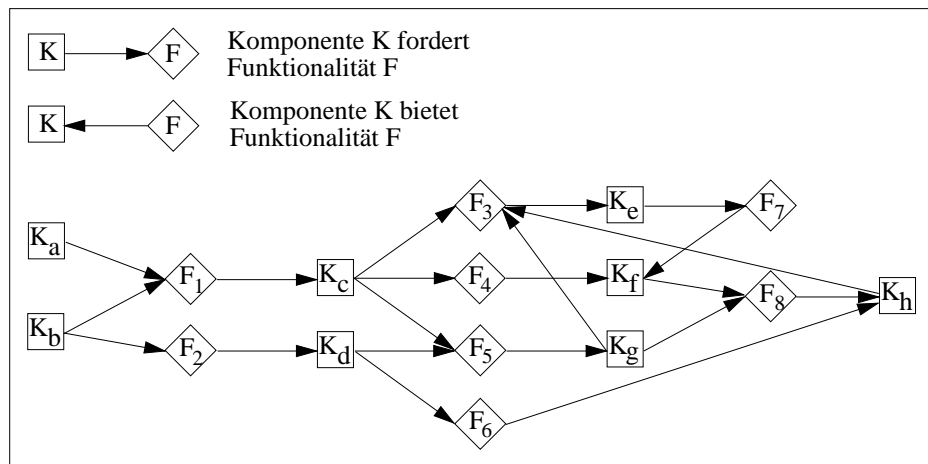 K F Komponente K fordert
Funktionalität F
K F Komponente K bietet
Funktionalität F
F3 Ke F7
Ka
F1 Kc F4 Kf F8 Kh
Kb
F2 Kd F5 Kg
F6